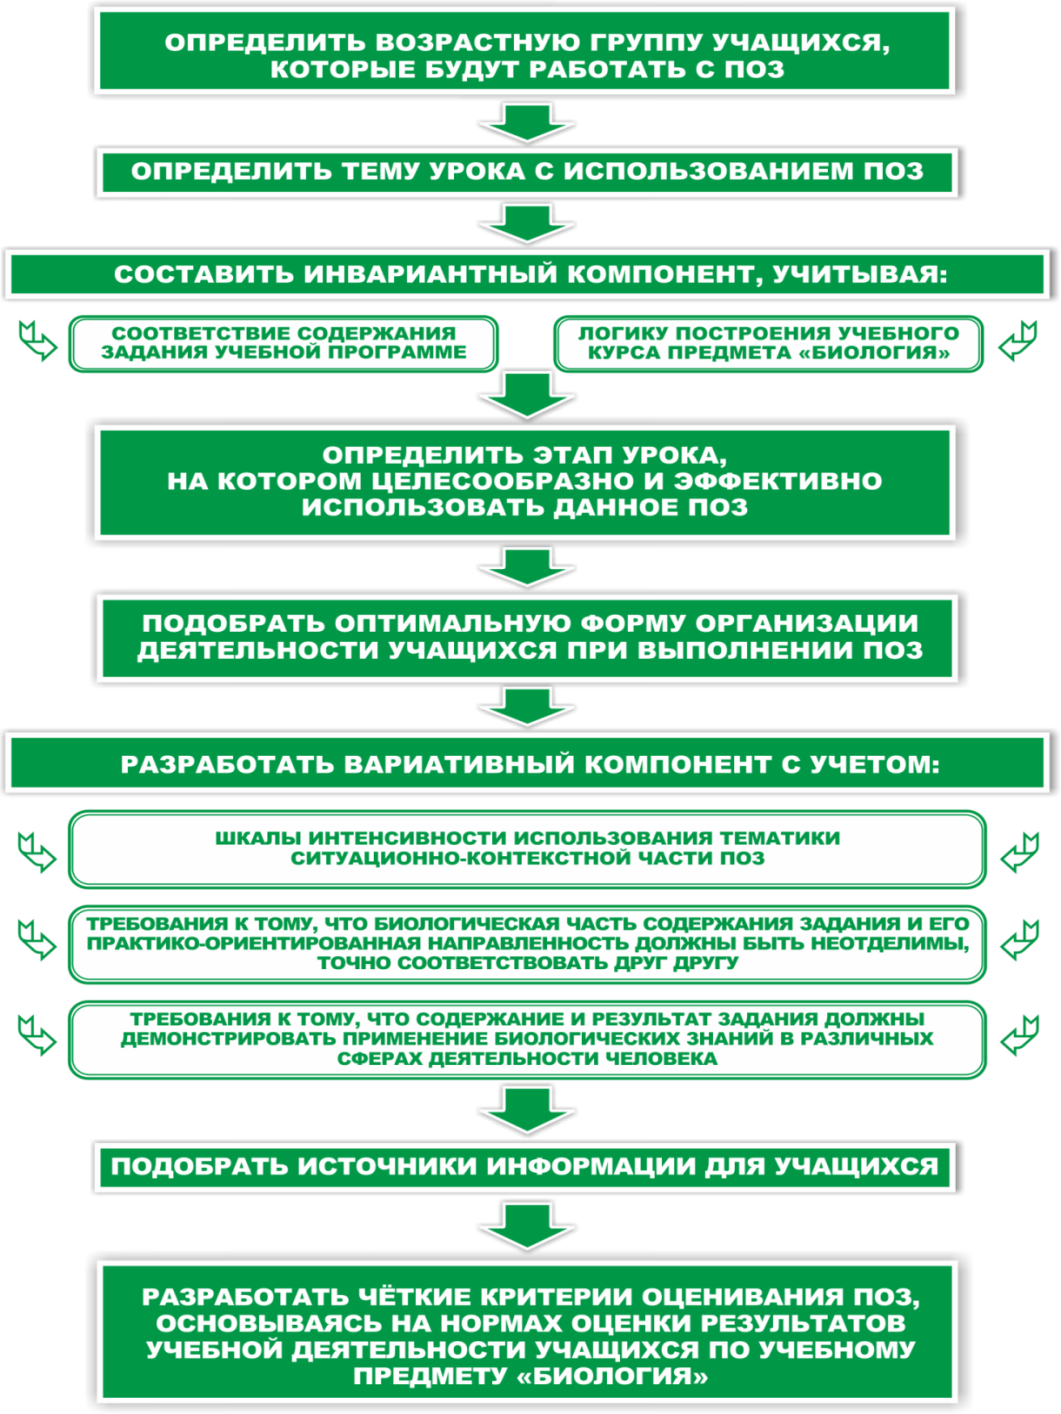 ОПРЕДЕЛИТЬ ВОЗРАСТНУЮ ГРУППУ УЧАЩИХСЯ,
КОТОРЫЕ БУДУТ РАБОТАТЬ С ПОЗ
ОПРЕДЕЛИТЬ ТЕМУ УРОКА С ИСПОЛЬЗОВАНИЕМ ПОЗ
СОСТАВИТЬ ИНВАРИАНТНЫЙ КОМПОНЕНТ, УЧИТЫВАЯ:
СООТВЕТСТВИЕ СОДЕРЖАНИЯ
ЗАДАНИЯ УЧЕБНОЙ ПРОГРАММЕ
ЛОГИКУ ПОСТРОЕНИЯ УЧЕБНОГО
КУРСА ПРЕДМЕТА «БИОЛОГИЯ»
ОПРЕДЕЛИТЬ ЭТАП УРОКА,
НА КОТОРОМ ЦЕЛЕСООБРАЗНО И ЭФФЕКТИВНО
ИСПОЛЬЗОВАТЬ ДАННОЕ ПОЗ
ПОДОБРАТЬ ОПТИМАЛЬНУЮ ФОРМУ ОРГАНИЗАЦИИ
ДЕЯТЕЛЬНОСТИ УЧАЩИХСЯ ПРИ ВЫПОЛНЕНИИ ПОЗ
РАЗРАБОТАТЬ ВАРИАТИВНЫЙ КОМПОНЕНТ С УЧЕТОМ:
ШКАЛЫ ИНТЕНСИВНОСТИ ИСПОЛЬЗОВАНИЯ ТЕМАТИКИ
СИТУАЦИОННО-КОНТЕКСТНОЙ ЧАСТИ ПОЗ
ТРЕБОВАНИЯ К ТОМУ, ЧТО БИОЛОГИЧЕСКАЯ ЧАСТЬ СОДЕРЖАНИЯ ЗАДАНИЯ И ЕГО
ПРАКТИКО-ОРИЕНТИРОВАННАЯ НАПРАВЛЕННОСТЬ ДОЛЖНЫ БЫТЬ НЕОТДЕЛИМЫ,
ТОЧНО СООТВЕТСТВОВАТЬ ДРУГ ДРУГУ
ТРЕБОВАНИЯ К ТОМУ, ЧТО СОДЕРЖАНИЕ И РЕЗУЛЬТАТ ЗАДАНИЯ ДОЛЖНЫ
ДЕМОНСТРИРОВАТЬ ПРИМЕНЕНИЕ БИОЛОГИЧЕСКИХ ЗНАНИЙ В РАЗЛИЧНЫХ
СФЕРАХ ДЕЯТЕЛЬНОСТИ ЧЕЛОВЕКА
ПОДОБРАТЬ ИСТОЧНИКИ ИНФОРМАЦИИ ДЛЯ УЧАЩИХСЯ
РАЗРАБОТАТЬ ЧЁТКИЕ КРИТЕРИИ ОЦЕНИВАНИЯ ПОЗ,
ОСНОВЫВАЯСЬ НА НОРМАХ ОЦЕНКИ РЕЗУЛЬТАТОВ
УЧЕБНОЙ ДЕЯТЕЛЬНОСТИ УЧАЩИХСЯ ПО УЧЕБНОМУ
ПРЕДМЕТУ «БИОЛОГИЯ»